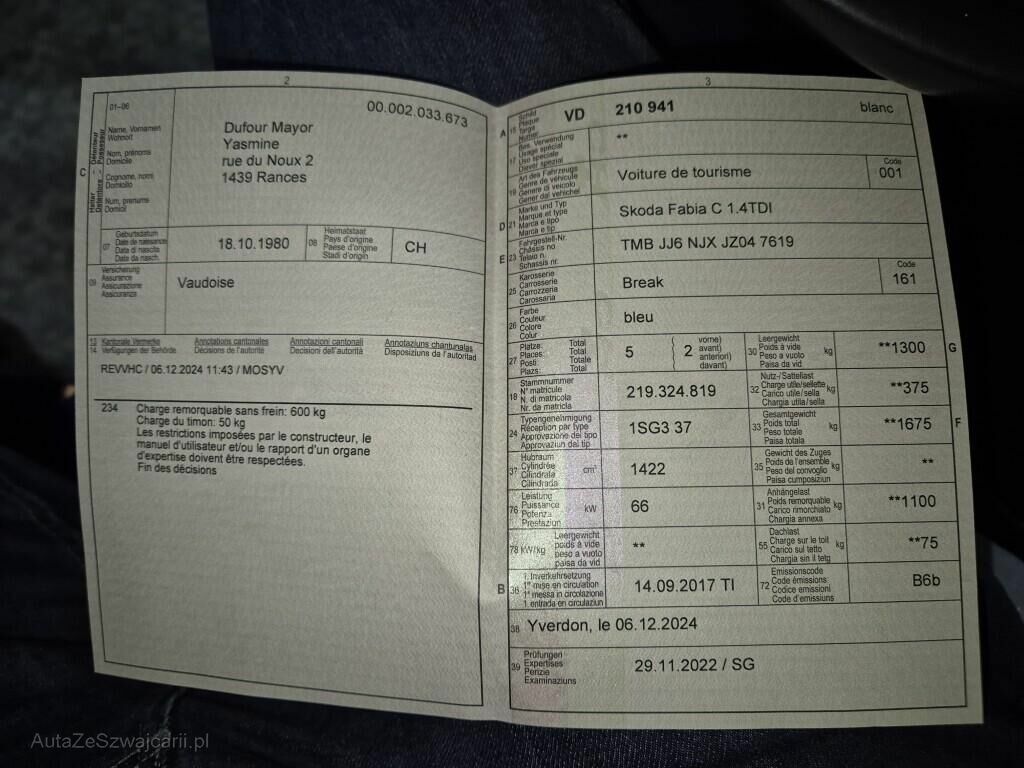 2
01–06
00.002.033.673
C
Halter - Détenteur
Detentore - Possessur
Name, Vornamen
Wohnort
Nom, prénoms
Domicile
Cognome, nomi
Domicilio
Num, prenums
Domicil
Dufour Mayor
Yasmine
rue du Noux 2
1439 Rances
07
Geburtsdatum
Date de naissance
Data di nascita
Data da nasch.
18.10.1980
08
Heimatstaat
Pays d'origine
Paese d'origine
Stadi d'origin
CH
09
Versicherung
Assurance
Assicurazione
Assicuranza
Vaudoise
13 Kantonale Vermerke Annotations cantonales Annotazioni cantonali Annotaziuns chantunalas
14 Verfügungen der Behörde Décisions de l'autorité Decisioni dell'autorità Disposiziuns da l'autoritad
REVVHC / 06.12.2024 11:43 / MOSYV
234 Charge remorquable sans frein: 600 kg
Charge du timon: 50 kg
Les restrictions imposées par le constructeur, le
manuel d'utilisateur et/ou le rapport d'un organe
d'expertise doivent être respectées.
Fin des décisions
3
A
15
Schild
Plaque
Targa
Numer
VD 210 941 blanc
17
Bes. Verwendung
Usage spécial
Uso speciale
Diever spezial
**
19
Art des Fahrzeugs
Genre de véhicule
Genere di veicolo
Gener dal vehichel
Voiture de tourisme
Code
001
D
21
Marke und Typ
Marque et type
Marca e tipo
Marca e tip
Skoda Fabia C 1.4TDI
E
23
Fahrgestell-Nr.
Châssis no
Telaio n.
Schassis nr.
TMB JJ6 NJX JZ04 7619
25
Karosserie
Carrosserie
Carrozzeria
Carossaria
Break
Code
161
26
Farbe
Couleur
Colore
Colur
bleu
27
Plätze: Total
Places: Total
Posti: Totale
Plazs: Total
5
2
vorne)
avant)
anteriori)
davant)
30
Leergewicht
Poids à vide
Peso a vuoto
Paisa da vid
kg
**1300
G
18
Stammnummer
N° matricule
N. di matricola
Nr. da matricla
219.324.819
32
Nutz-/Sattellast
Charge utile/sellette
Carico utile/sella
Chargia utila/sella
kg
**375
24
Typengenehmigung
Réception par type
Approvazione del tipo
Approvaziun dal tip
1SG3 37
33
Gesamtgewicht
Poids total
Peso totale
Paisa totala
kg
**1675
F
37
Hubraum
Cylindrée
Cilindrata
Cilindrada
cm³
1422
35
Gewicht des Zuges
Poids de l'ensemble
Peso del convoglio
Paisa cumposiziun
kg
**
76
Leistung
Puissance
Potenza
Prestaziun
kW
66
31
Anhängelast
Poids remorquable
Carico rimorchiato
Chargia annexa
kg
**1100
78 kW/kg
Leergewicht
poids à vide
peso a vuoto
paisa da vid
**
55
Dachlast
Charge sur le toit
Carico sul tetto
Chargia sin il tetg
kg
**75
B
36
1. Inverkehrsetzung
1re mise en circulation
1a messa in circolazione
1. entrada en circulaziun
14.09.2017 TI
72
Emissionscode
Code émissions
Codice emissioni
Code d'emissiuns
B6b
38
Yverdon, le 06.12.2024
39
Prüfungen
Expertises
Perizie
Examinaziuns
29.11.2022 / SG
AutaZeSzwajcarii.pl